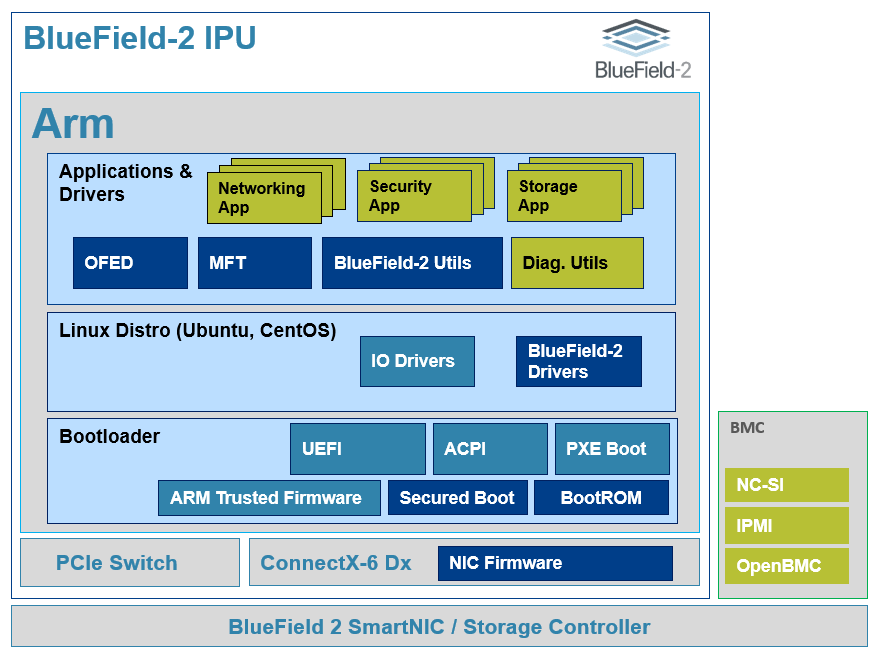 BlueField-2 IPU
BlueField-2
Arm
Applications &
Drivers
Networking
App
Security
App
Storage
App
OFED
MFT
BlueField-2 Utils
Diag. Utils
Linux Distro (Ubuntu, CentOS)
IO Drivers
BlueField-2
Drivers
Bootloader
UEFI
ACPI
PXE Boot
ARM Trusted Firmware
Secured Boot
BootROM
PCIe Switch
ConnectX-6 Dx
NIC Firmware
BMC
NC-SI
IPMI
OpenBMC
BlueField 2 SmartNIC / Storage Controller